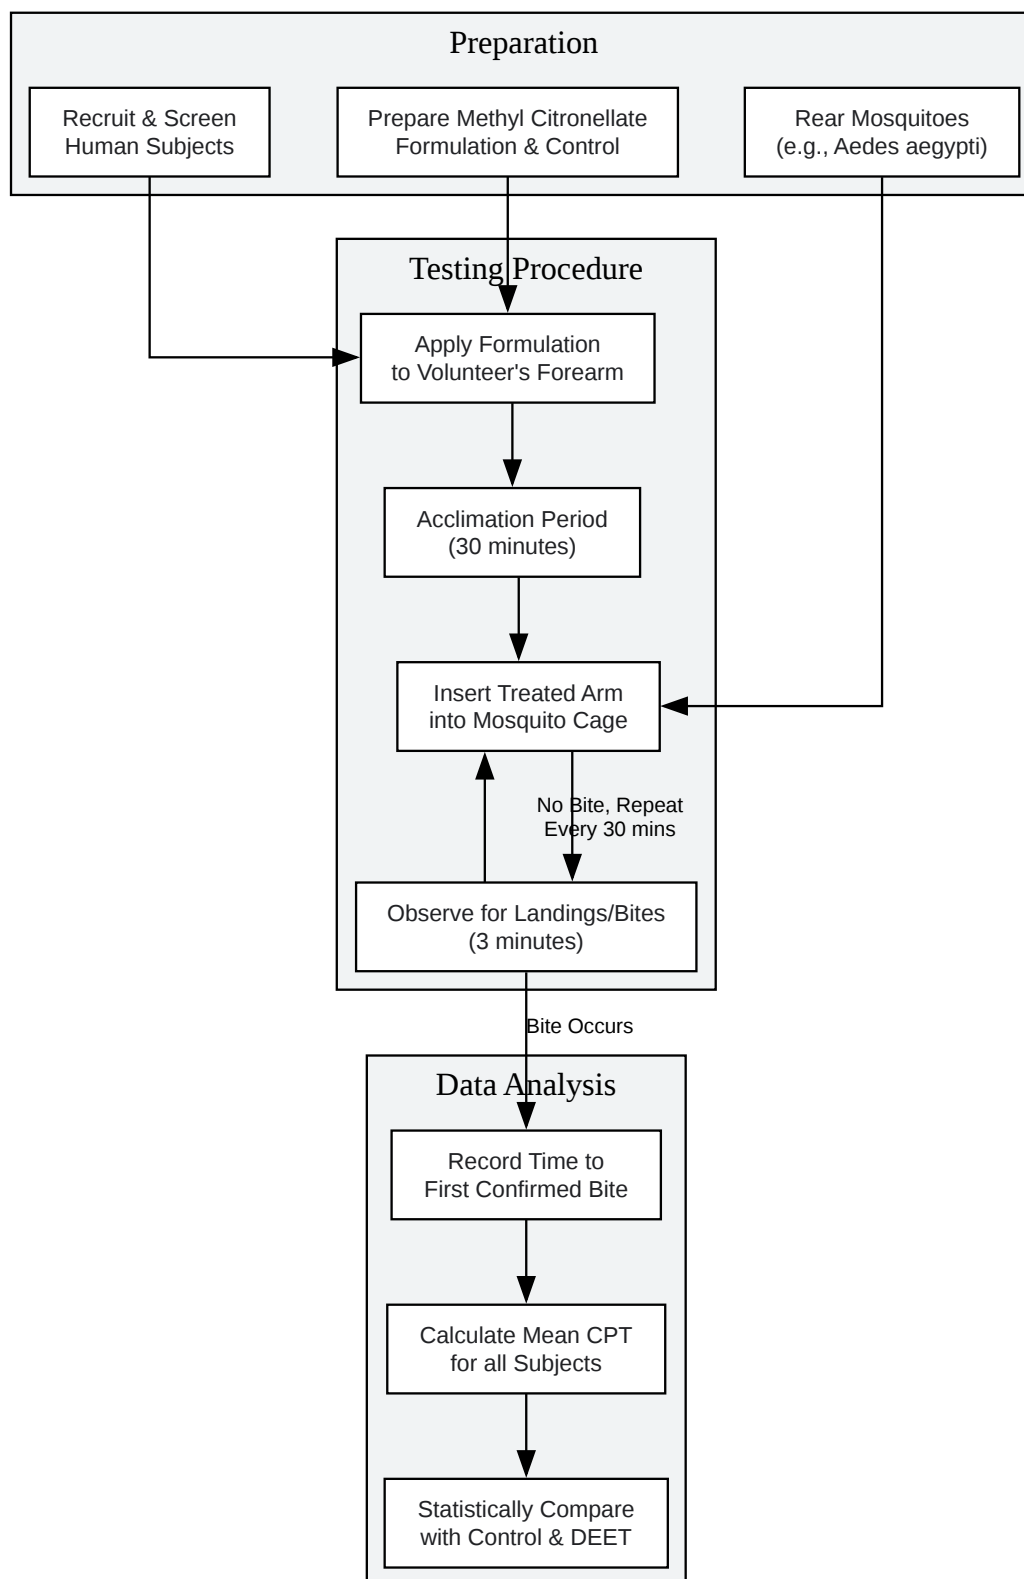 Preparation
Recruit & Screen
Human Subjects
Prepare Methyl Citronellate
Formulation & Control
Rear Mosquitoes
(e.g., Aedes aegypti)
Testing Procedure
Apply Formulation
to Volunteer's Forearm
Acclimation Period
(30 minutes)
Insert Treated Arm
into Mosquito Cage
No Bite, Repeat
Every 30 mins
Observe for Landings/Bites
(3 minutes)
Bite Occurs
Data Analysis
Record Time to
First Confirmed Bite
Calculate Mean CPT
for all Subjects
Statistically Compare
with Control & DEET